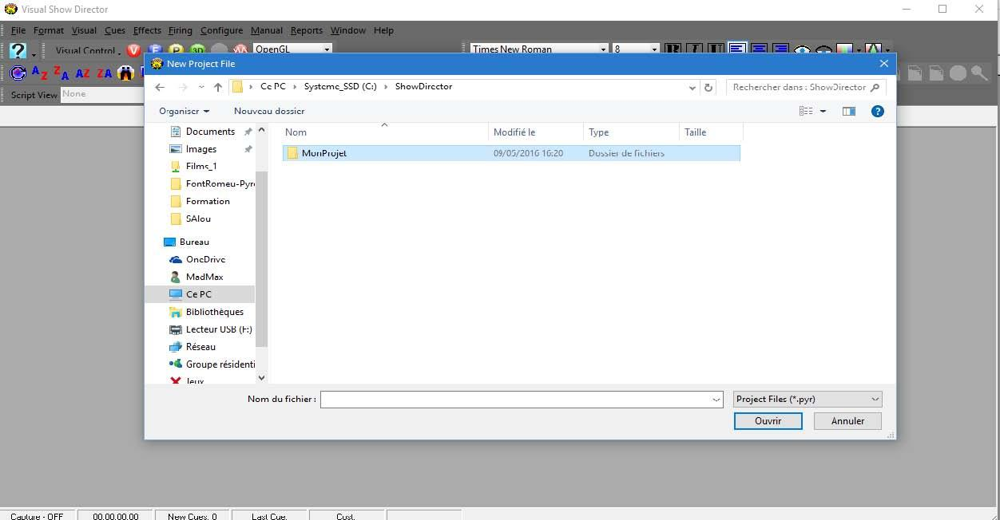 Visual Show Director
File Format Visual Cues Effects Firing Configure Manual Reports Window Help
Visual Control V F P 3D OpenGL Times New Roman 8 B I U
New Project File
Ce PC Systeme_SSD (C:) ShowDirector
Rechercher dans : ShowDirector
Script View None
Organiser Nouveau dossier
Nom Modifié le Type Taille
MonProjet 09/05/2016 16:20 Dossier de fichiers
Documents
Images
Films_1
FontRomeu-Pyr
Formation
SAlou
Bureau
OneDrive
MadMax
Ce PC
Bibliothèques
Lecteur USB (F:)
Réseau
Groupe résidenti
Jeux
Nom du fichier : Project Files (*.pyr)
Ouvrir Annuler
Capture - OFF 00.00.00.00 New Cues. 0 Last Cue. Cust.